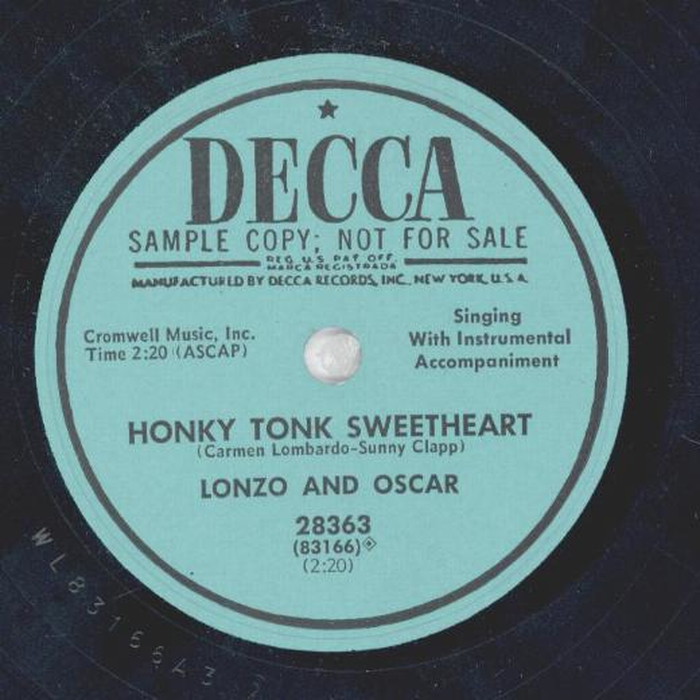 DECCA
SAMPLE COPY; NOT FOR SALE
REG. U.S. PAT. OFF.
MARCA REGISTRADA
MANUFACTURED BY DECCA RECORDS, INC., NEW YORK, U.S.A.
Cromwell Music, Inc.
Time 2:20 (ASCAP)
Singing
With Instrumental
Accompaniment
HONKY TONK SWEETHEART
(Carmen Lombardo-Sunny Clapp)
LONZO AND OSCAR
28363
(83166)
(2:20)
WL83166A3 2